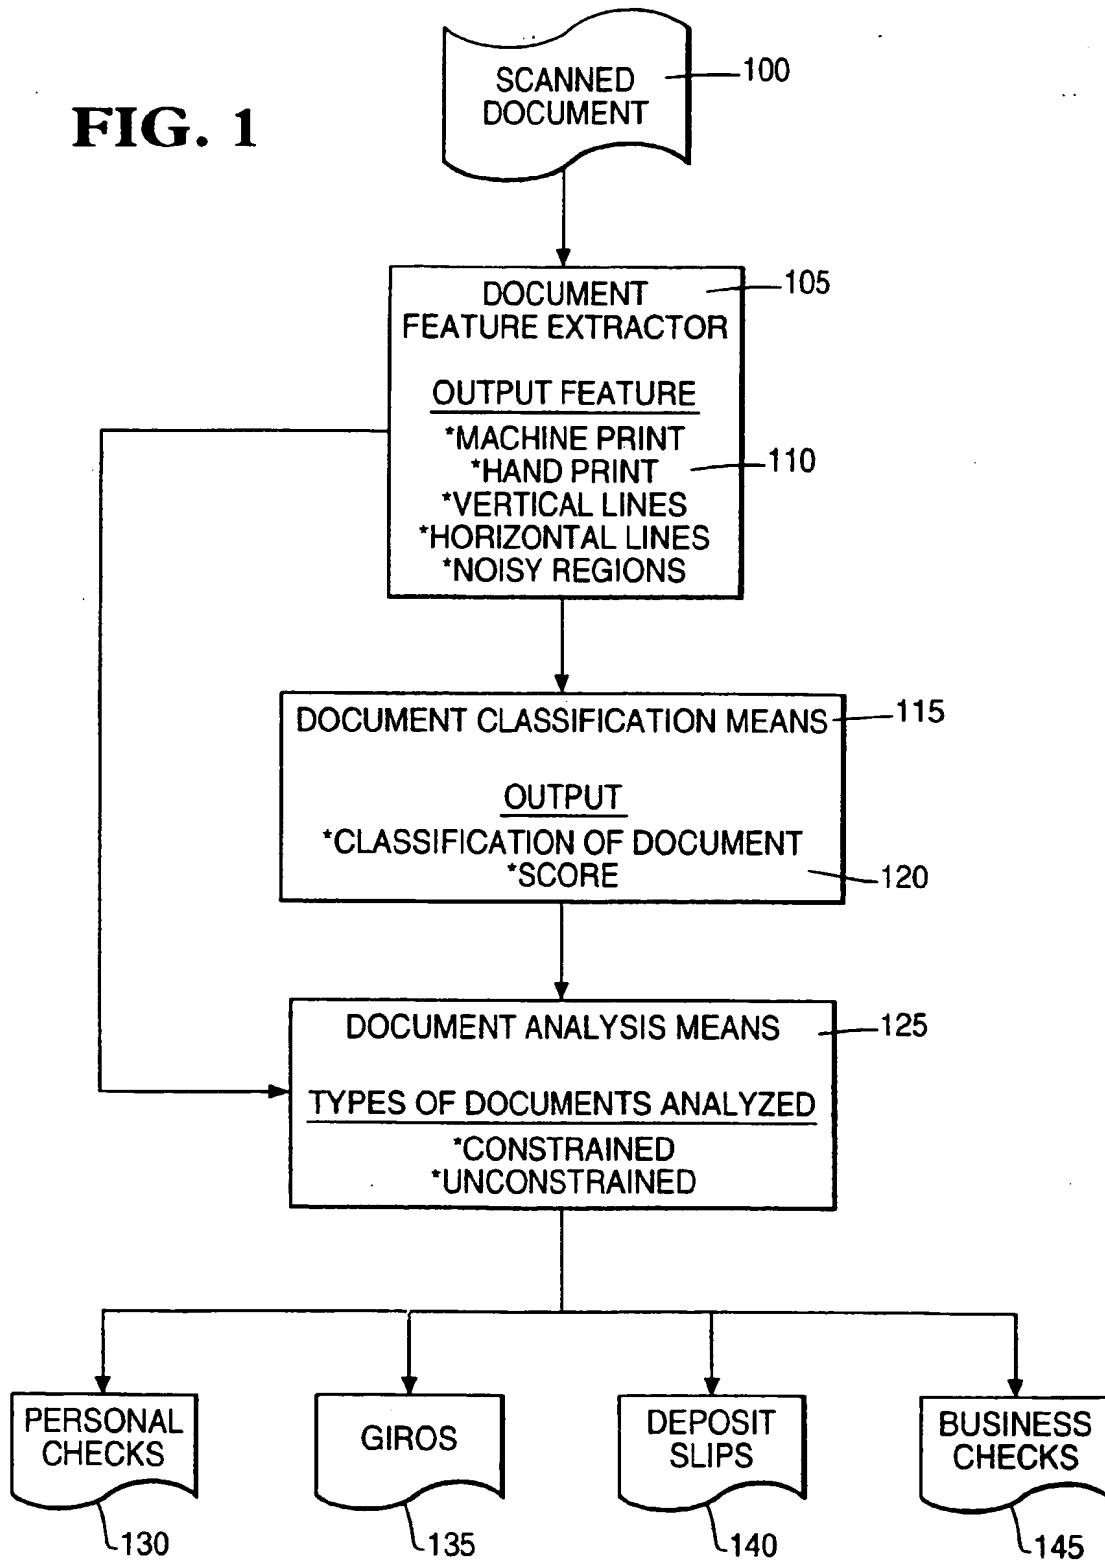 FIG. 1
SCANNED
DOCUMENT
100
DOCUMENT
FEATURE EXTRACTOR
105
OUTPUT FEATURE
*MACHINE PRINT
*HAND PRINT
110
*VERTICAL LINES
*HORIZONTAL LINES
*NOISY REGIONS
DOCUMENT CLASSIFICATION MEANS
115
OUTPUT
*CLASSIFICATION OF DOCUMENT
*SCORE
120
DOCUMENT ANALYSIS MEANS
125
TYPES OF DOCUMENTS ANALYZED
*CONSTRAINED
*UNCONSTRAINED
PERSONAL
CHECKS
130
GIROS
135
DEPOSIT
SLIPS
140
BUSINESS
CHECKS
145